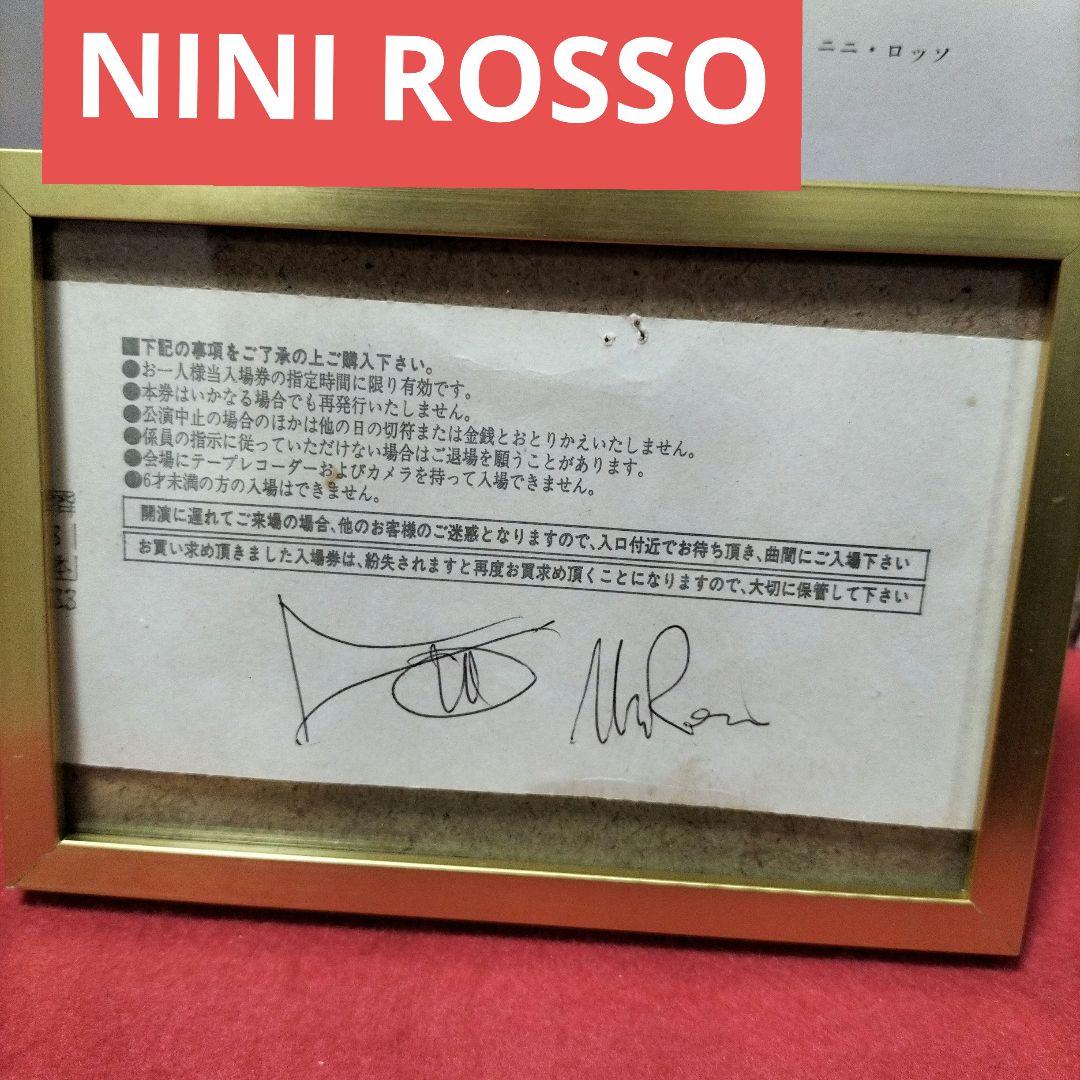 NINI ROSSO
ニニ・ロッソ
■下記の事項をご了承の上ご購入下さい。
●お一人様当入場券の指定時間に限り有効です。
●本券はいかなる場合でも再発行いたしません。
●公演中止の場合のほかは他の日の切符または金銭とおとりかえいたしません。
●係員の指示に従っていただけない場合はご退場を願うことがあります。
●会場にテープレコーダーおよびカメラを持って入場できません。
●6才未満の方の入場はできません。
開演に遅れてご来場の場合、他のお客様のご迷惑となりますので、入口付近でお待ち頂き、曲間にご入場下さい
お買い求め頂きました入場券は、紛失されますと再度お買求め頂くことになりますので、大切に保管して下さい